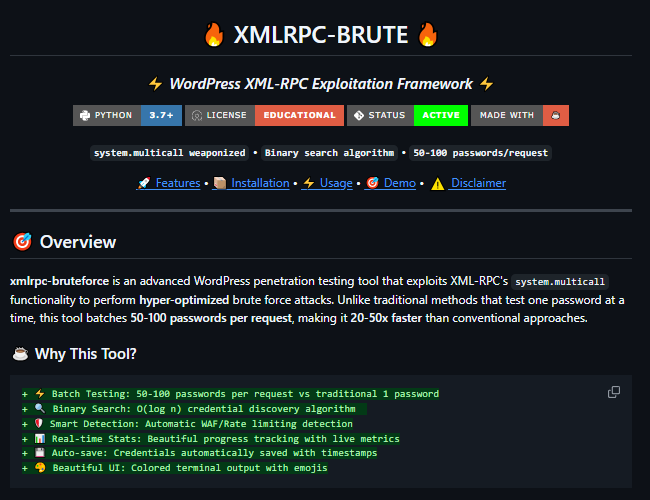 🔥 XMLRPC-BRUTE 🔥
⚡ WordPress XML-RPC Exploitation Framework ⚡
PYTHON 3.7+ LICENSE EDUCATIONAL STATUS ACTIVE MADE WITH ☕
system.multicall weaponized • Binary search algorithm • 50-100 passwords/request
🚀 Features • 📦 Installation • ⚡ Usage • 🎯 Demo • ⚠️ Disclaimer
🎯 Overview
xmlrpc-bruteforce is an advanced WordPress penetration testing tool that exploits XML-RPC's system.multicall
functionality to perform hyper-optimized brute force attacks. Unlike traditional methods that test one password at a
time, this tool batches 50-100 passwords per request, making it 20-50x faster than conventional approaches.
☕ Why This Tool?
+ ⚡ Batch Testing: 50-100 passwords per request vs traditional 1 password
+ 🔍 Binary Search: O(log n) credential discovery algorithm
+ 🛡️ Smart Detection: Automatic WAF/Rate limiting detection
+ 📊 Real-time Stats: Beautiful progress tracking with live metrics
+ 💾 Auto-save: Credentials automatically saved with timestamps
+ 🎨 Beautiful UI: Colored terminal output with emojis